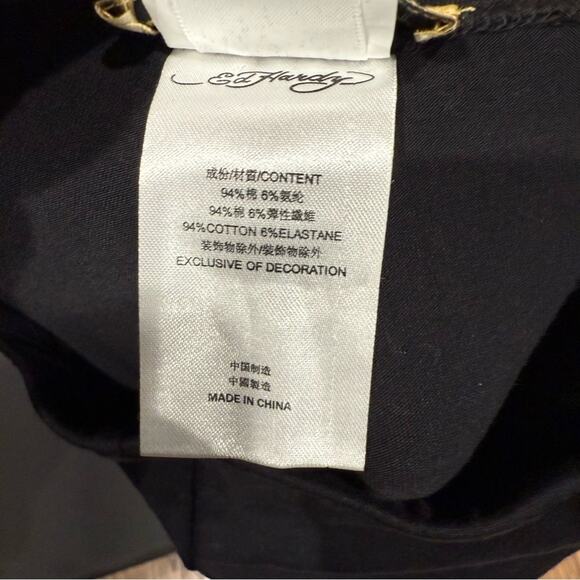 Ed Hardy
成份/材質/CONTENT
94%棉 6%氨纶
94%棉 6%彈性纖維
94%COTTON 6%ELASTANE
装飾物除外/裝飾物除外
EXCLUSIVE OF DECORATION
中国制造
中國製造
MADE IN CHINA